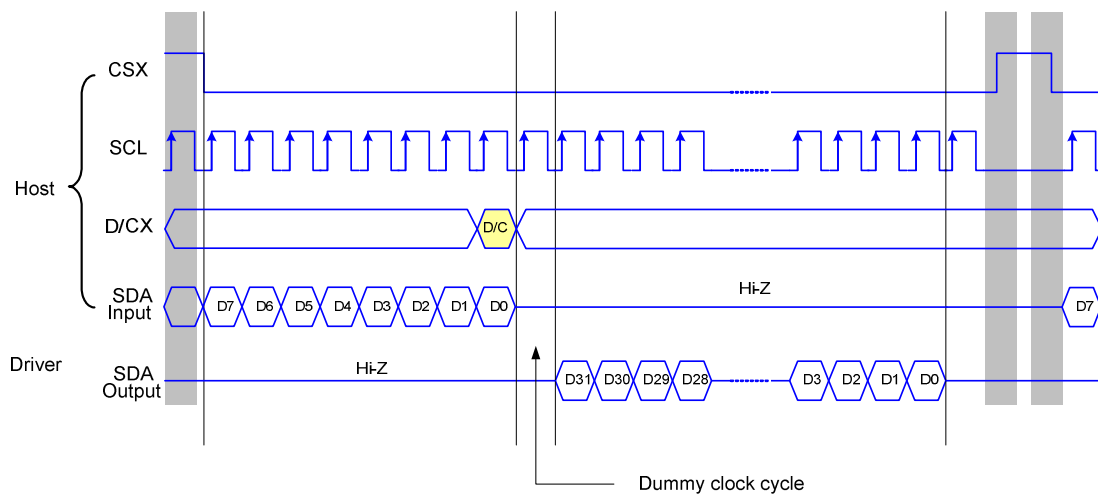 CSX
SCL
Host
D/CX
D/C
SDA
Input
D7 D6 D5 D4 D3 D2 D1 D0
Hi-Z
D7
Driver
SDA
Output
Hi-Z
D31 D30 D29 D28
D3 D2 D1 D0
Dummy clock cycle